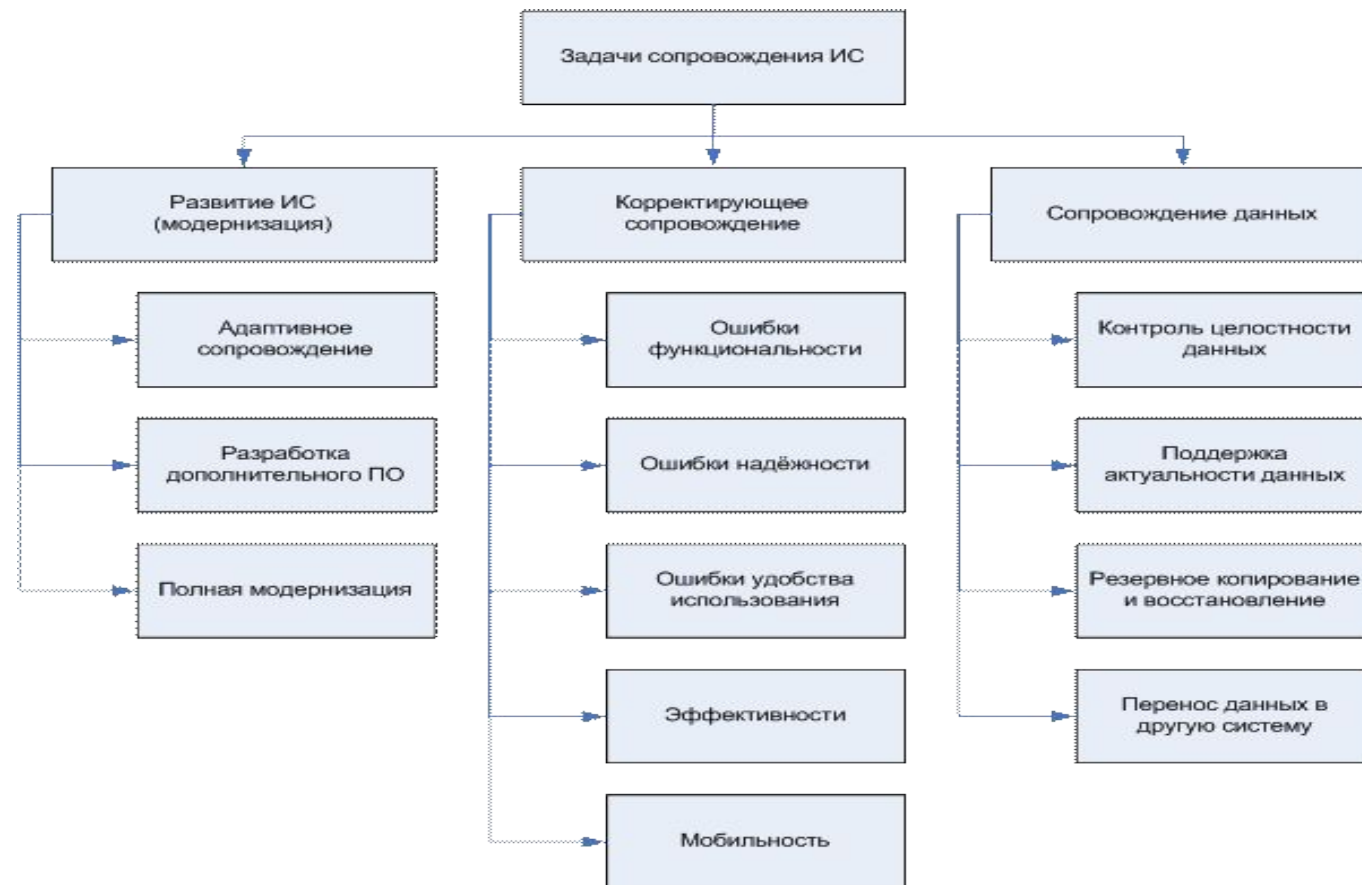 Задачи сопровождения ИС
Развитие ИС
(модернизация)
Адаптивное
сопровождение
Разработка
дополнительного ПО
Полная модернизация
Корректирующее
сопровождение
Ошибки
функциональности
Ошибки надёжности
Ошибки удобства
использования
Эффективности
Мобильность
Сопровождение данных
Контроль целостности
данных
Поддержка
актуальности данных
Резервное копирование
и восстановление
Перенос данных в
другую систему